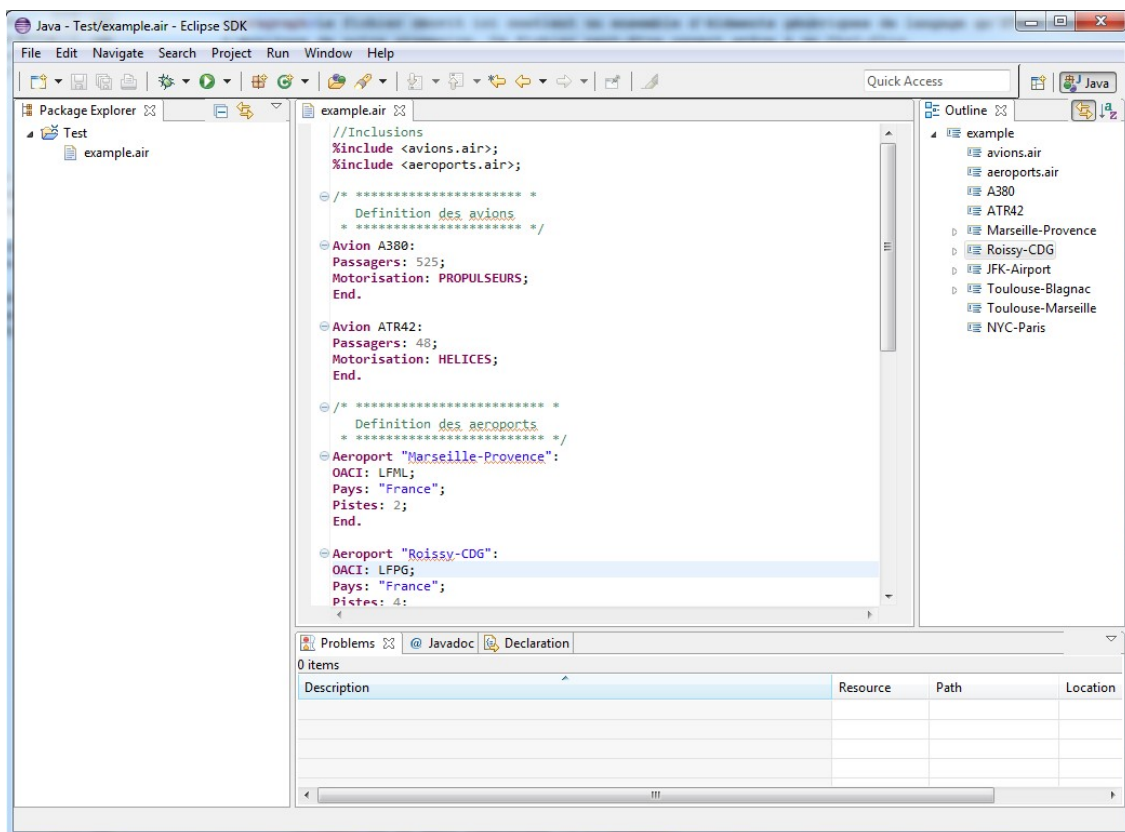 Java - Test/example.air - Eclipse SDK
File Edit Navigate Search Project Run Window Help
Quick Access
Java
Package Explorer
Test
example.air
example.air
//Inclusions
%include <avions.air>;
%include <aeroports.air>;
/* ********************** *
Definition des avions
* ********************** */
Avion A380:
Passagers: 525;
Motorisation: PROPULSEURS;
End.
Avion ATR42:
Passagers: 48;
Motorisation: HELICES;
End.
/* ************************* *
Definition des aeroports
* ************************* */
Aeroport "Marseille-Provence":
OACI: LFML;
Pays: "France";
Pistes: 2;
End.
Aeroport "Roissy-CDG":
OACI: LFPG;
Pays: "France";
Pistes: 4;
Outline
example
avions.air
aeroports.air
A380
ATR42
Marseille-Provence
Roissy-CDG
JFK-Airport
Toulouse-Blagnac
Toulouse-Marseille
NYC-Paris
Problems @ Javadoc Declaration
0 items
Description Resource Path Location